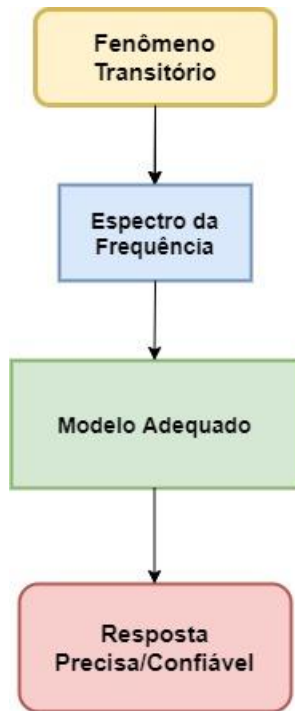 Fenômeno
Transitório
Espectro da
Frequência
Modelo Adequado
Resposta
Precisa/Confiável